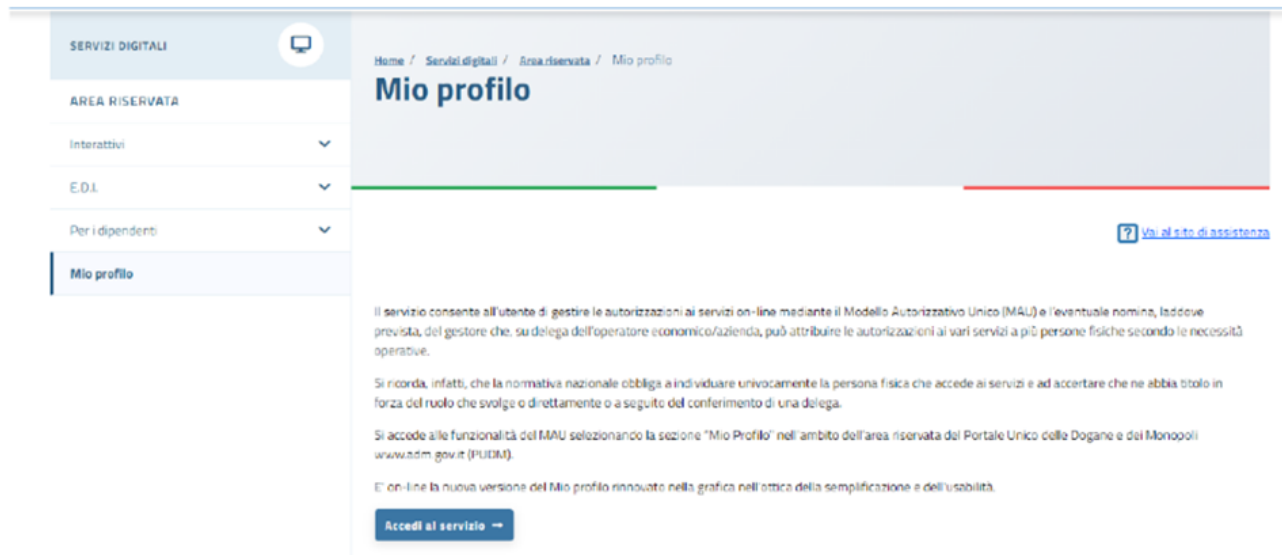 SERVIZI DIGITALI
AREA RISERVATA
Interattivi
E.D.I.
Per i dipendenti
Mio profilo
Home / Servizi digitali / Area riservata / Mio profilo
Mio profilo
? Vai al sito di assistenza
Il servizio consente all'utente di gestire le autorizzazioni ai servizi on-line mediante il Modello Autorizzativo Unico (MAU) e l'eventuale nomina, laddove
prevista, del gestore che, su delega dell'operatore economico/azienda, può attribuire le autorizzazioni ai vari servizi a più persone fisiche secondo le necessità
operative.
Si ricorda, infatti, che la normativa nazionale obbliga a individuare univocamente la persona fisica che accede ai servizi e ad accertare che ne abbia titolo in
forza del ruolo che svolge o direttamente o a seguito del conferimento di una delega.
Si accede alle funzionalità del MAU selezionando la sezione "Mio Profilo" nell'ambito dell'area riservata del Portale Unico delle Dogane e dei Monopoli
www.adm.gov.it (PUDM).
E' on-line la nuova versione del Mio profilo rinnovato nella grafica nell'ottica della semplificazione e dell'usabilità.
Accedi al servizio →